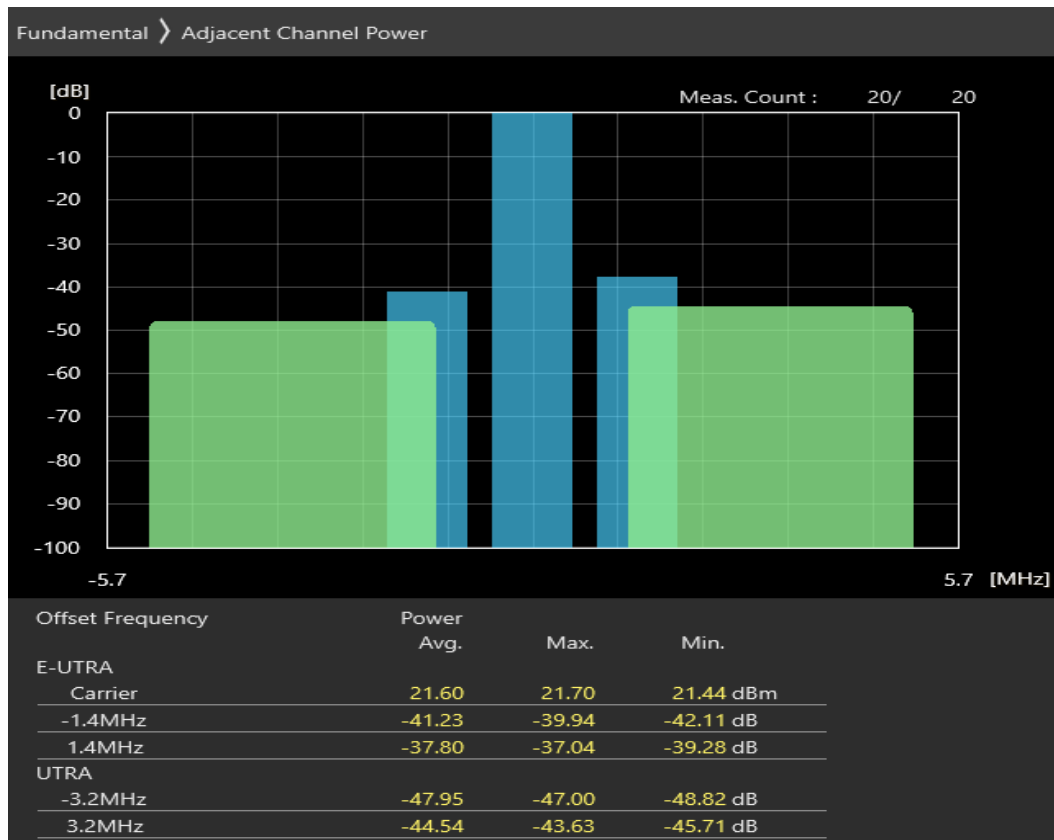 Fundamental 〉 Adjacent Channel Power
[dB]
Meas. Count : 20/ 20
0
-10
-20
-30
-40
-50
-60
-70
-80
-90
-100
-5.7 5.7 [MHz]
Offset Frequency Power
Avg. Max. Min.
E-UTRA
Carrier 21.60 21.70 21.44 dBm
-1.4MHz -41.23 -39.94 -42.11 dB
1.4MHz -37.80 -37.04 -39.28 dB
UTRA
-3.2MHz -47.95 -47.00 -48.82 dB
3.2MHz -44.54 -43.63 -45.71 dB